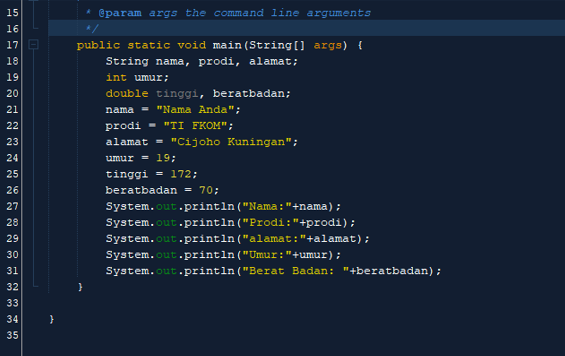 15 * @param args the command line arguments
16 */
17 public static void main(String[] args) {
18 String nama, prodi, alamat;
19 int umur;
20 double tinggi, beratbadan;
21 nama = "Nama Anda";
22 prodi = "TI FKOM";
23 alamat = "Cijoho Kuningan";
24 umur = 19;
25 tinggi = 172;
26 beratbadan = 70;
27 System.out.println("Nama:"+nama);
28 System.out.println("Prodi:"+prodi);
29 System.out.println("alamat:"+alamat);
30 System.out.println("Umur:"+umur);
31 System.out.println("Berat Badan: "+beratbadan);
32 }
33
34 }
35